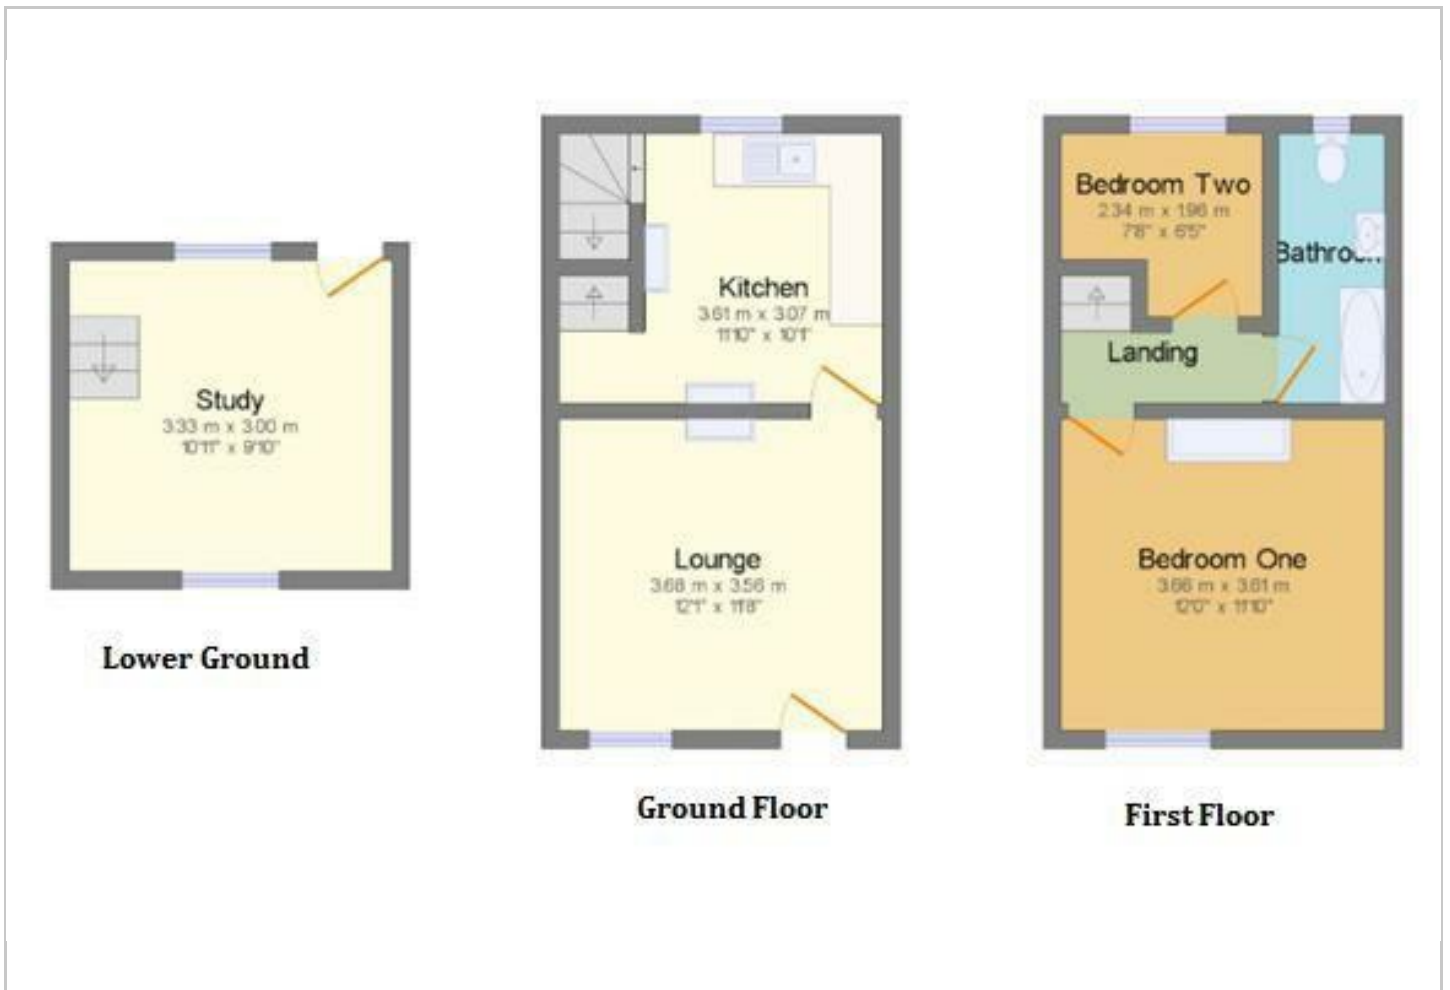 Study
3.33 m x 3.00 m
10'11" x 9'10"
Lower Ground
Kitchen
3.61 m x 3.07 m
11'10" x 10'1"
Lounge
3.68 m x 3.56 m
12'1" x 11'8"
Ground Floor
Bedroom Two
2.34 m x 1.96 m
7'8" x 6'5"
Bathroom
Landing
Bedroom One
3.66 m x 3.61 m
12'0" x 11'10"
First Floor